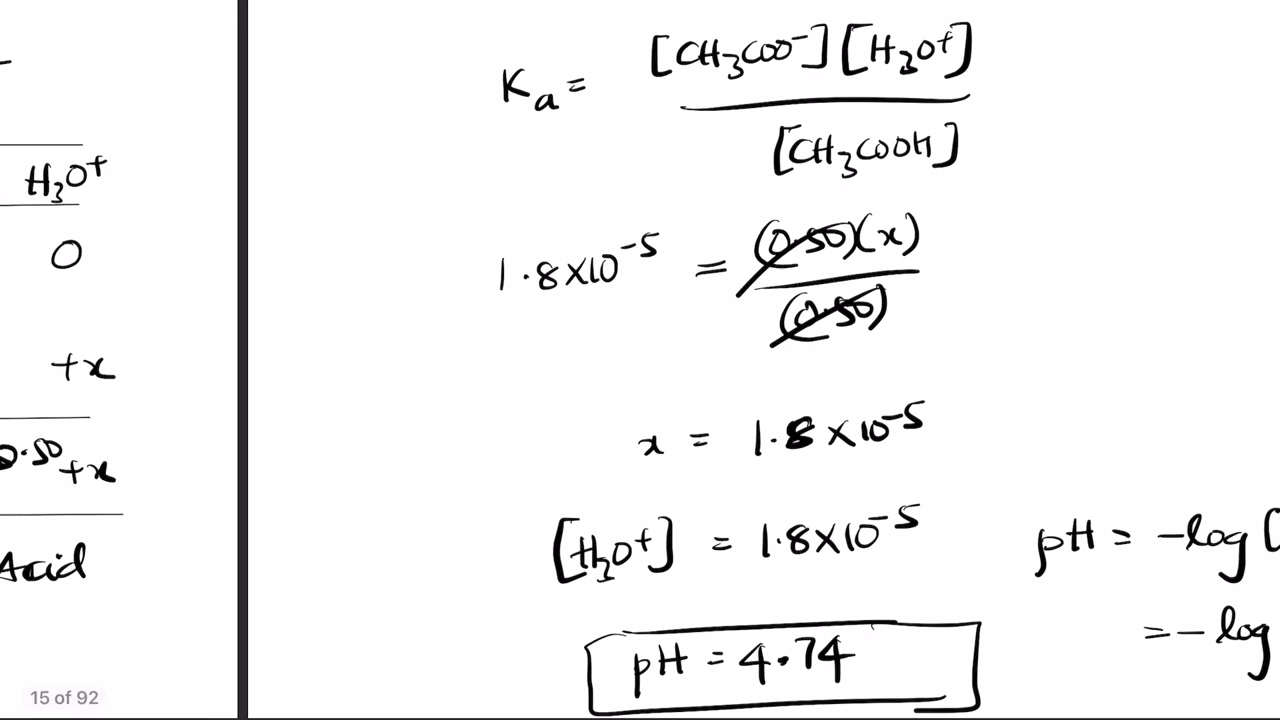 H₃O⁺
0
+x
0.50+x
Acid
15 of 92
Kₐ = [CH₃COO⁻][H₃O⁺] / [CH₃COOH]
1.8×10⁻⁵ = (0.50)(x) / (0.50)
x = 1.8×10⁻⁵
[H₃O⁺] = 1.8×10⁻⁵
pH = -log [
= -log
pH = 4.74